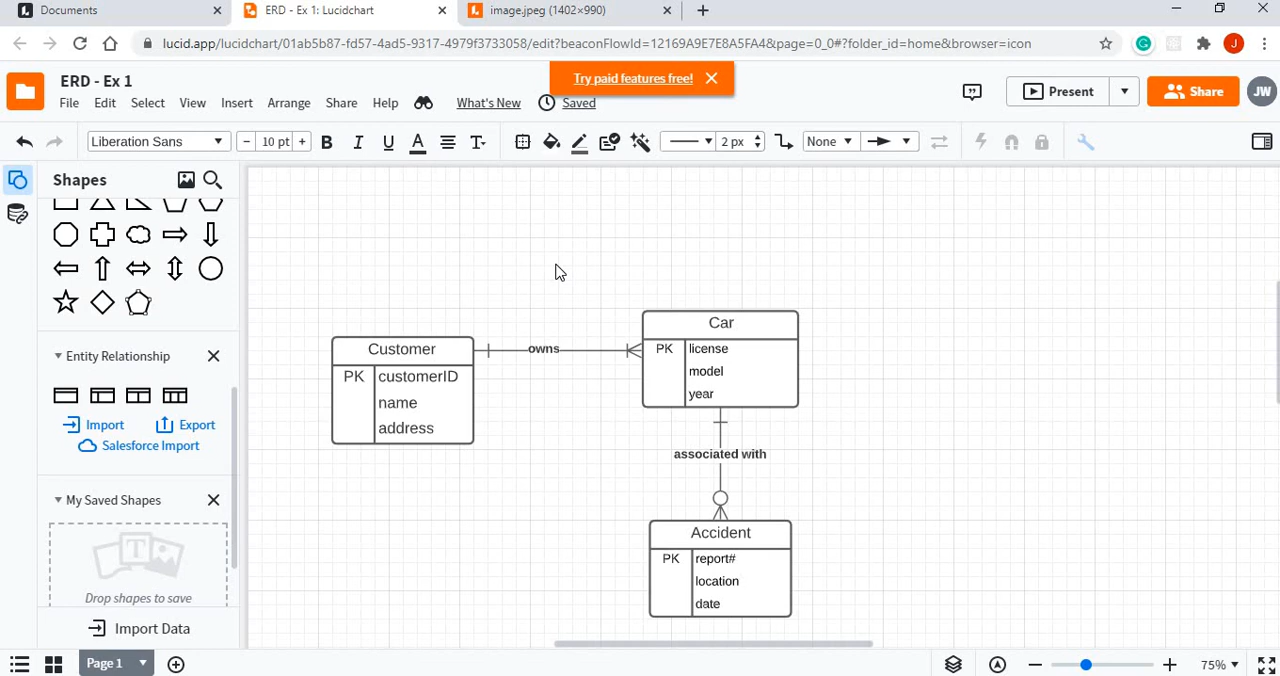 Documents
ERD - Ex 1: Lucidchart
image.jpeg (1402×990)
lucid.app/lucidchart/01ab5b87-fd57-4ad5-9317-4979f3733058/edit?beaconFlowId=12169A9E7E8A5FA4&page=0_0#?folder_id=home&browser=icon
J
ERD - Ex 1
Try paid features free!
File Edit Select View Insert Arrange Share Help What's New Saved
Present
Share
JW
Liberation Sans
10 pt
B I U A T
2 px
None
Shapes
Entity Relationship
Import Export
Salesforce Import
My Saved Shapes
T
Drop shapes to save
Import Data
Customer
PK customerID
name
address
owns
Car
PK license
model
year
associated with
Accident
PK report#
location
date
Page 1
75%